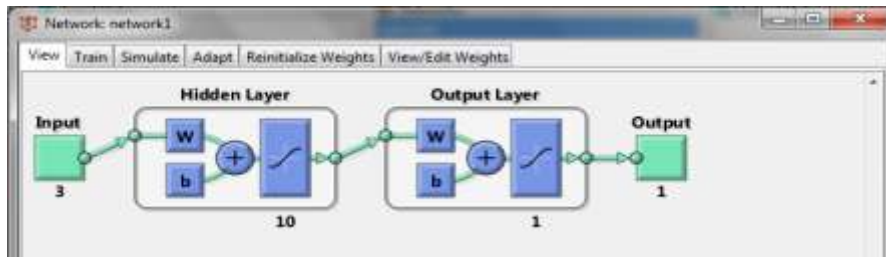 Network: network1
View Train Simulate Adapt Reinitialize Weights View/Edit Weights
Hidden Layer Output Layer
Input Output
W W
b b
3 1
10 1